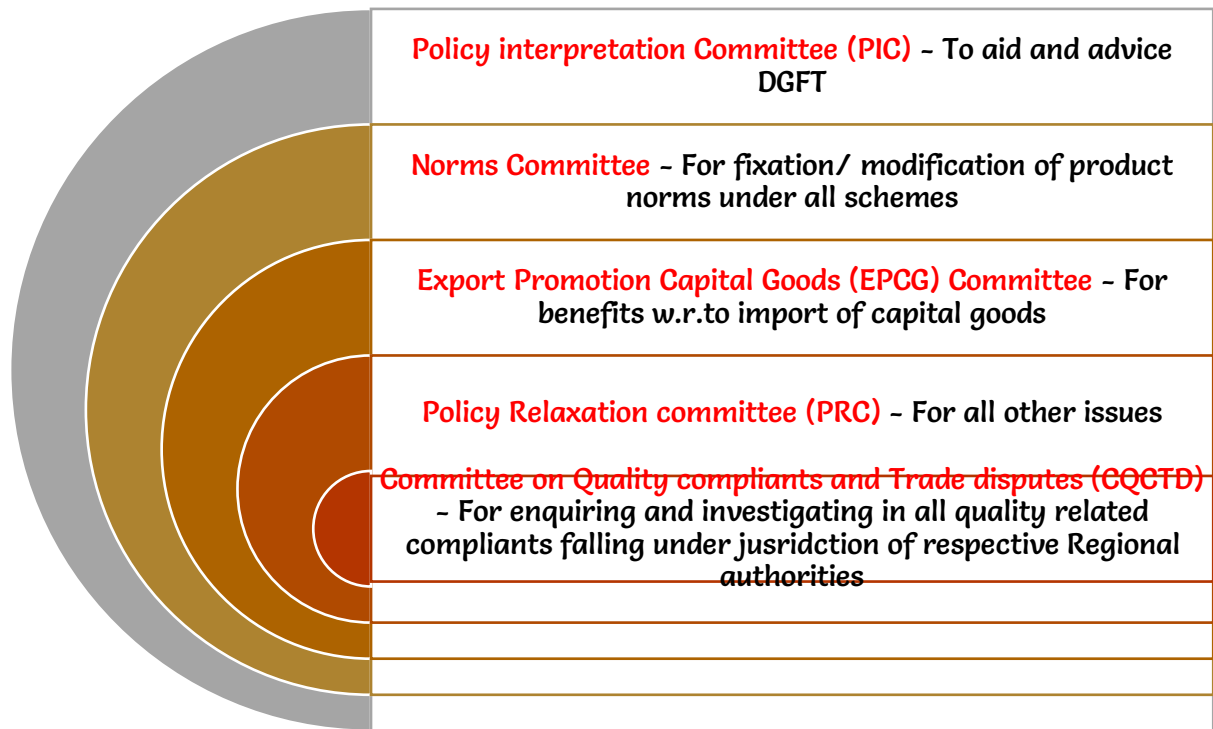 Policy interpretation Committee (PIC) - To aid and advice
DGFT
Norms Committee - For fixation/ modification of product
norms under all schemes
Export Promotion Capital Goods (EPCG) Committee - For
benefits w.r.to import of capital goods
Policy Relaxation committee (PRC) - For all other issues
Committee on Quality compliants and Trade disputes (CQCTD)
- For enquiring and investigating in all quality related
compliants falling under jusridction of respective Regional
authorities